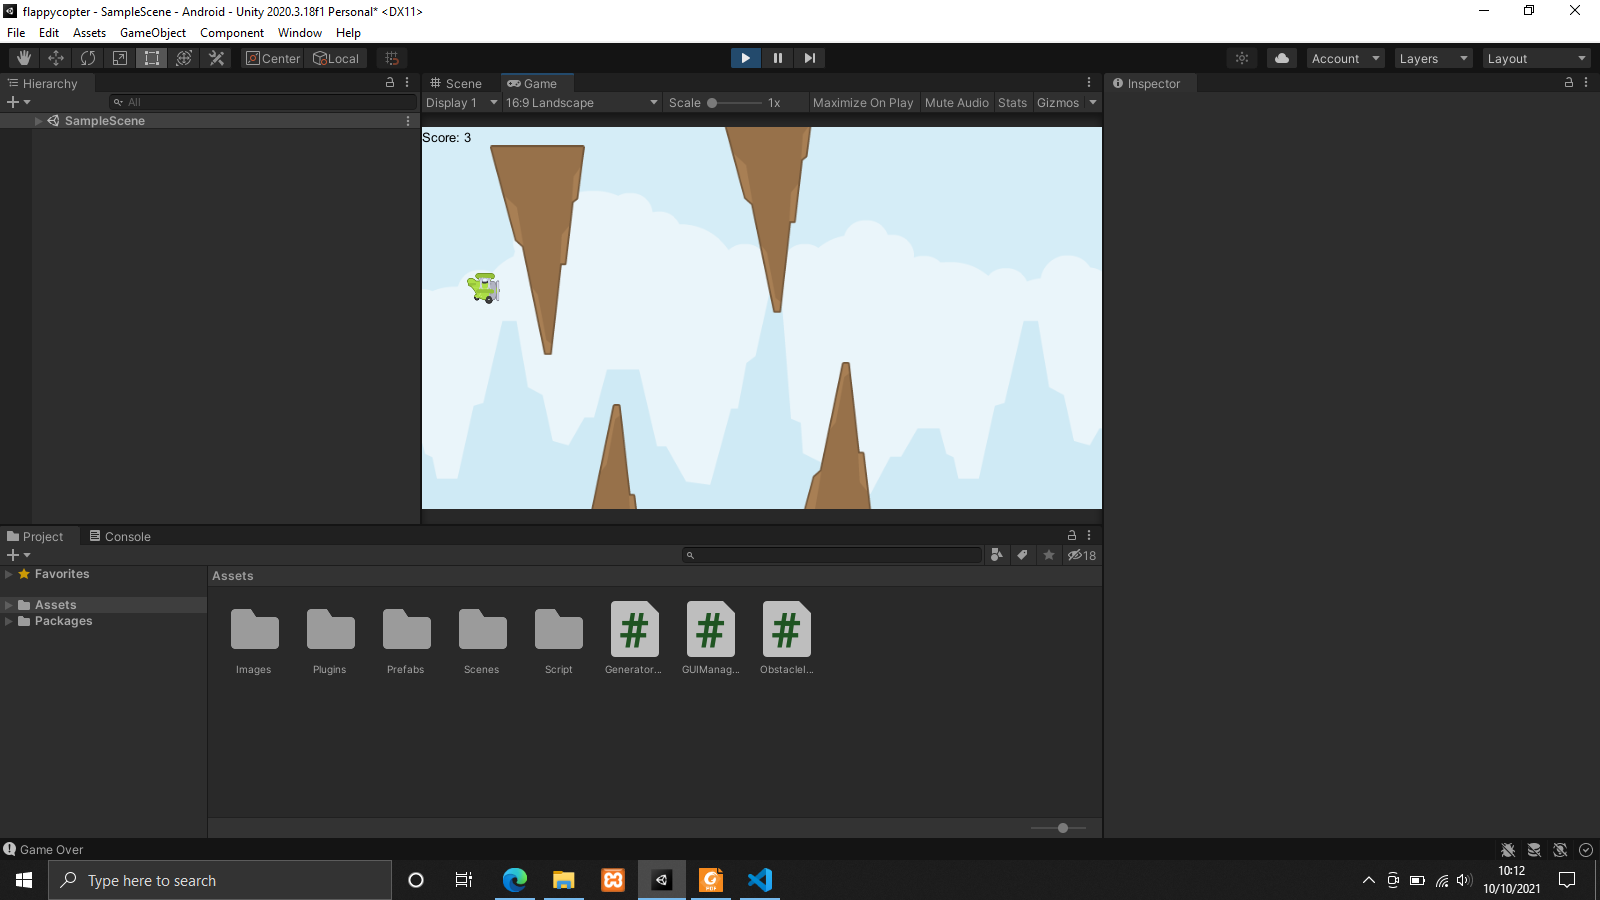 flappycopter - SampleScene - Android - Unity 2020.3.18f1 Personal* <DX11>
File Edit Assets GameObject Component Window Help
Center Local Account Layers Layout
Hierarchy
All
SampleScene
Scene Game
Display 1 16:9 Landscape Scale 1x Maximize On Play Mute Audio Stats Gizmos
Score: 3
Inspector
Project Console
18
Favorites
Assets
Packages
Assets
Images Plugins Prefabs Scenes Script Generator... GUIManag... ObstacleI...
Game Over
Type here to search
10:12
10/10/2021